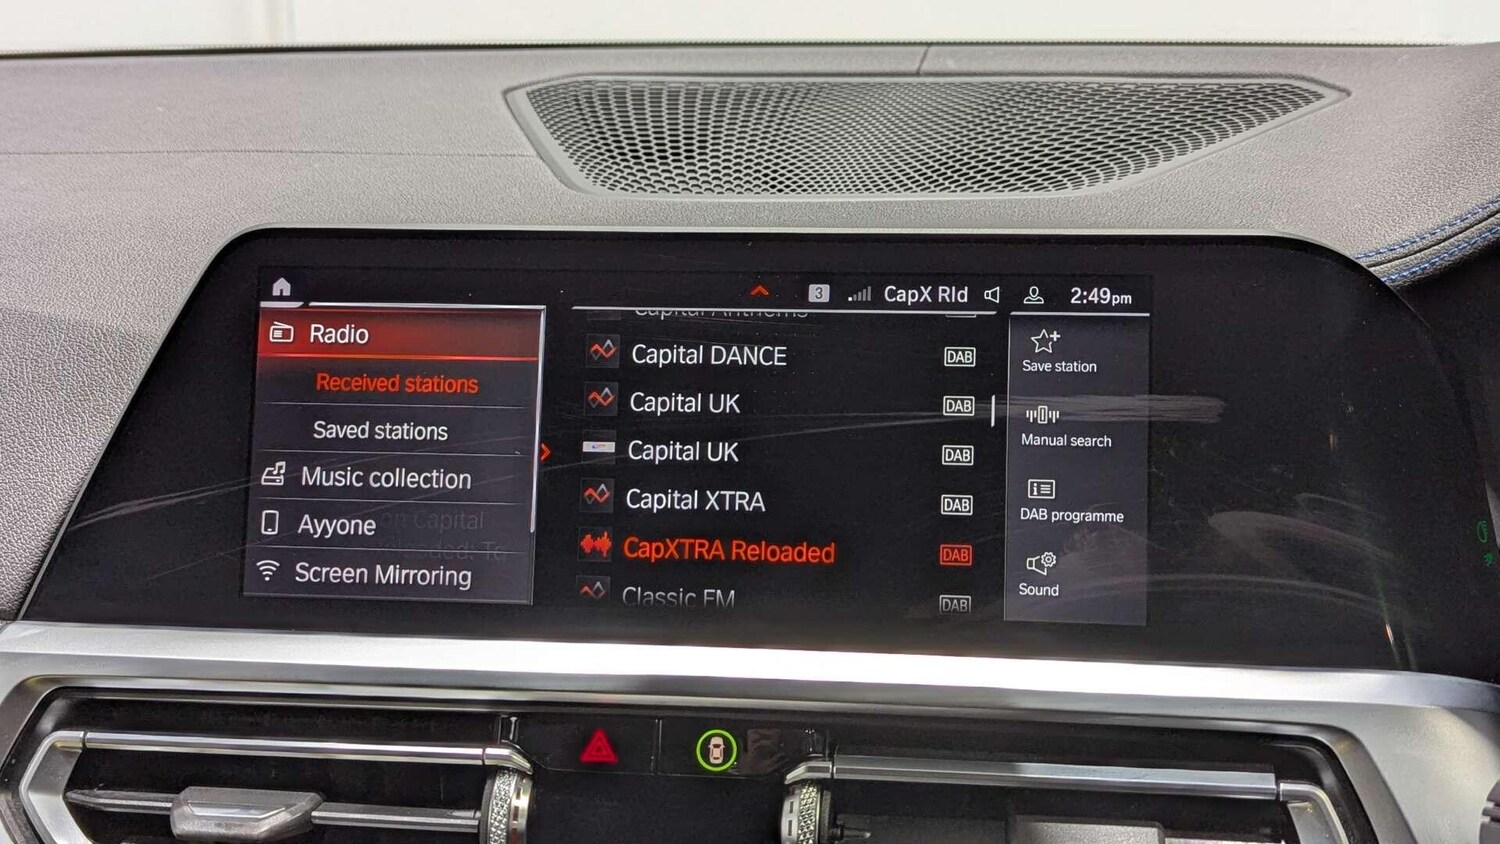 3 CapX Rld 2:49pm
Radio
Received stations
Saved stations
Music collection
Ayyone
Screen Mirroring
Capital Anthems
Capital DANCE DAB
Capital UK DAB
Capital UK DAB
Capital XTRA DAB
CapXTRA Reloaded DAB
Classic FM DAB
Save station
Manual search
DAB programme
Sound